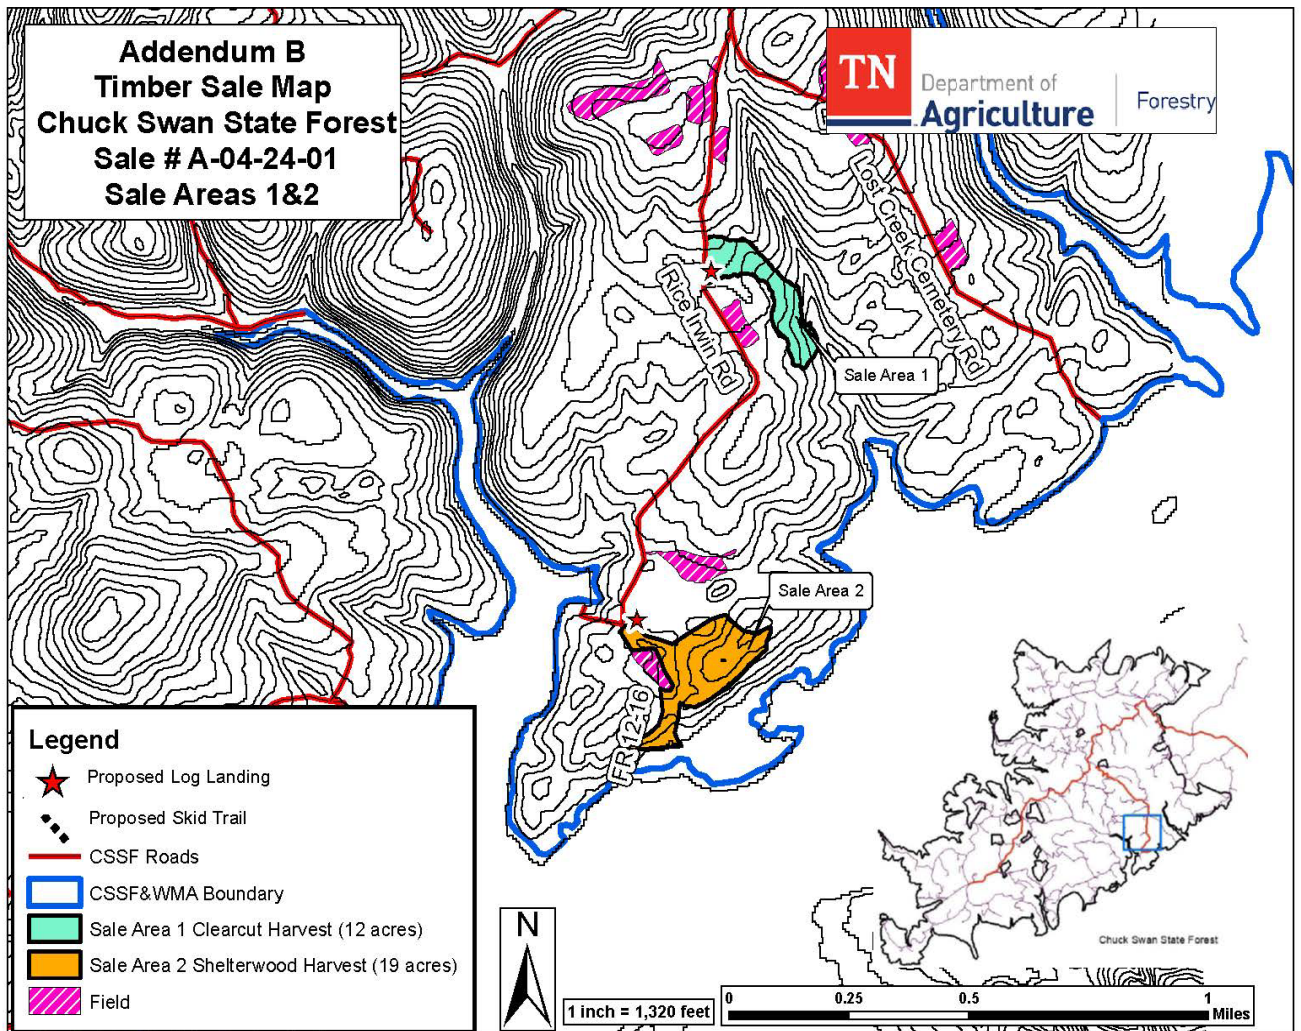 Addendum B
Timber Sale Map
Chuck Swan State Forest
Sale # A-04-24-01
Sale Areas 1&2
TN
Department of
Agriculture
Forestry
Lost Creek Cemetery Rd
Rice Irwin Rd
Sale Area 1
Sale Area 2
FR 12-16
Legend
Proposed Log Landing
Proposed Skid Trail
CSSF Roads
CSSF&WMA Boundary
Sale Area 1 Clearcut Harvest (12 acres)
Sale Area 2 Shelterwood Harvest (19 acres)
Field
N
1 inch = 1,320 feet
0 0.25 0.5 1
Miles
Chuck Swan State Forest